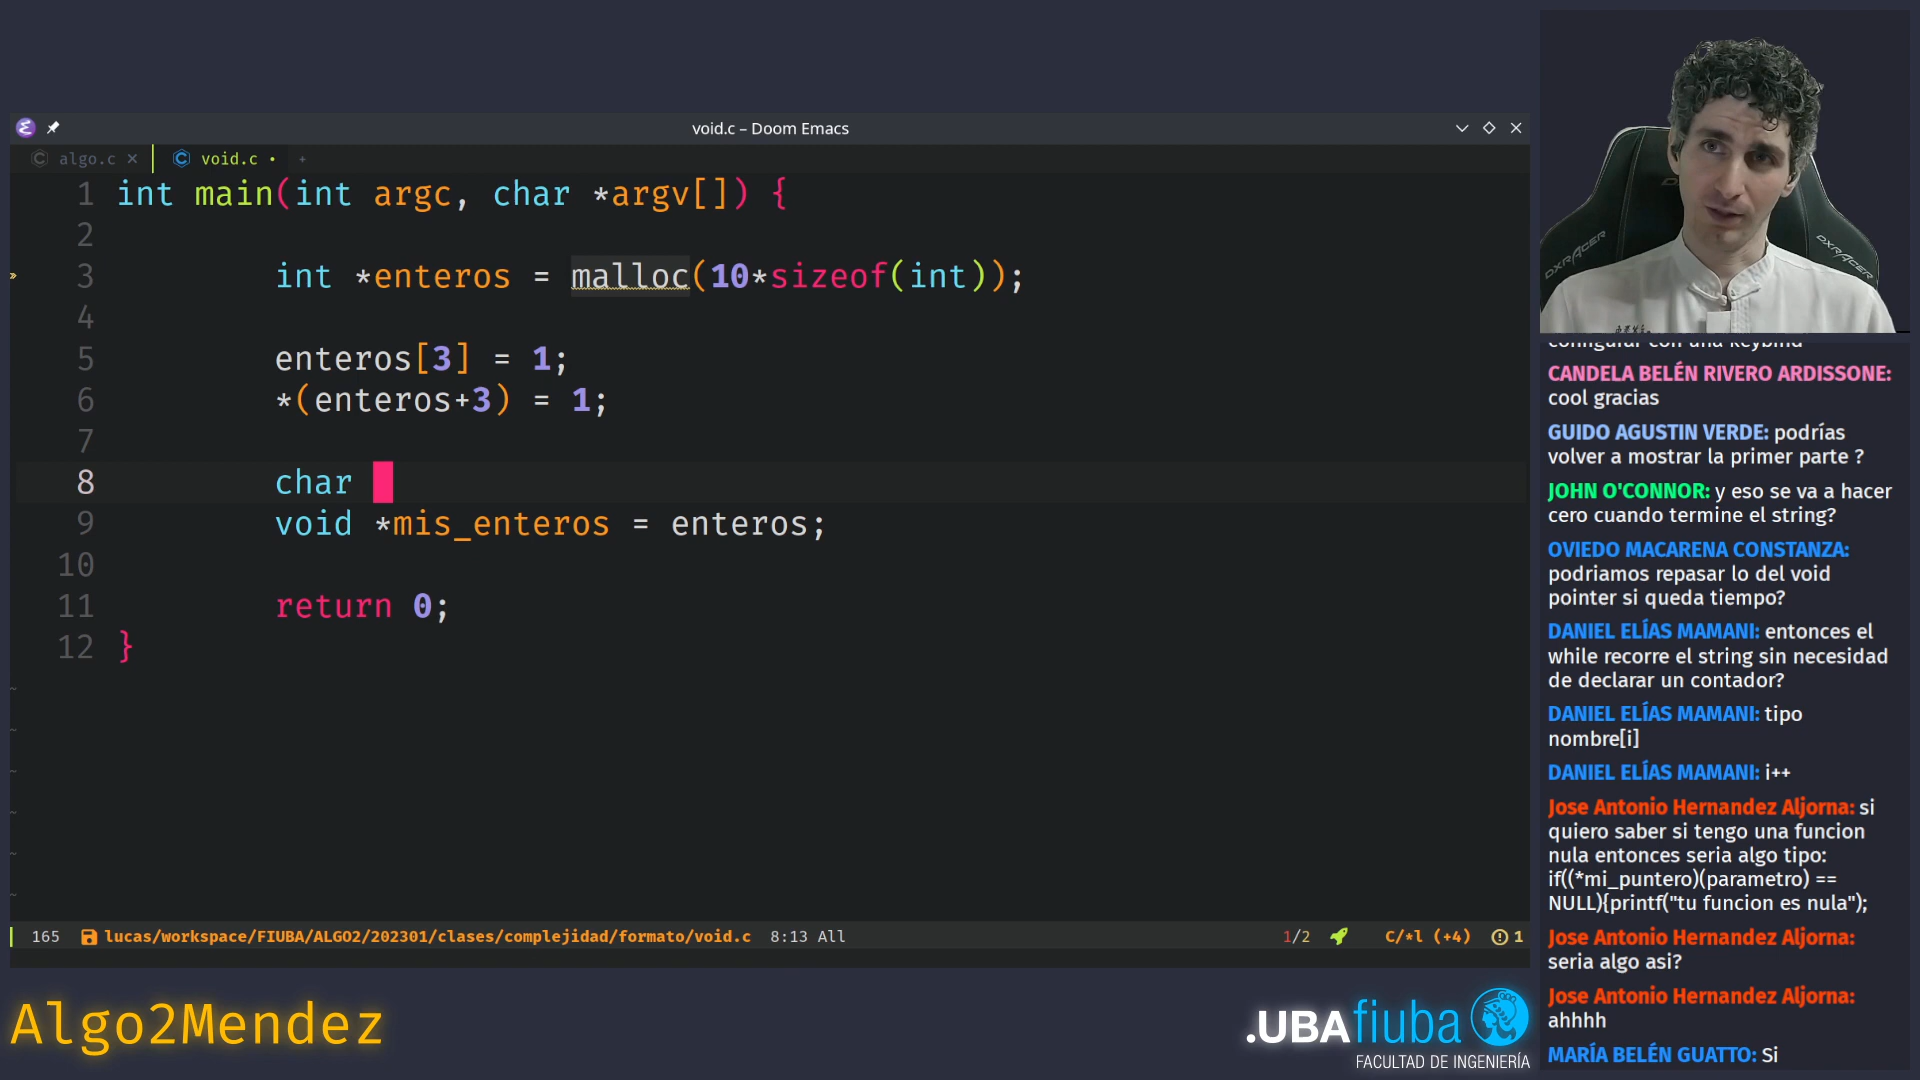 void.c – Doom Emacs
algo.c
void.c
1 int main(int argc, char *argv[]) {
2
3 int *enteros = malloc(10*sizeof(int));
4
5 enteros[3] = 1;
6 *(enteros+3) = 1;
7
8 char
9 void *mis_enteros = enteros;
10
11 return 0;
12 }
165 lucas/workspace/FIUBA/ALGO2/202301/clases/complejidad/formato/void.c 8:13 All 1/2 C/*l (+4) 1
Algo2Mendez
.UBAfiuba
FACULTAD DE INGENIERÍA
DXRACER
DXRACER
configurar con una keybind
CANDELA BELÉN RIVERO ARDISSONE:
cool gracias
GUIDO AGUSTIN VERDE: podrías
volver a mostrar la primer parte ?
JOHN O'CONNOR: y eso se va a hacer
cero cuando termine el string?
OVIEDO MACARENA CONSTANZA:
podriamos repasar lo del void
pointer si queda tiempo?
DANIEL ELÍAS MAMANI: entonces el
while recorre el string sin necesidad
de declarar un contador?
DANIEL ELÍAS MAMANI: tipo
nombre[i]
DANIEL ELÍAS MAMANI: i++
Jose Antonio Hernandez Aljorna: si
quiero saber si tengo una funcion
nula entonces seria algo tipo:
if((*mi_puntero)(parametro) ==
NULL){printf("tu funcion es nula");
Jose Antonio Hernandez Aljorna:
seria algo asi?
Jose Antonio Hernandez Aljorna:
ahhhh
MARÍA BELÉN GUATTO: Si